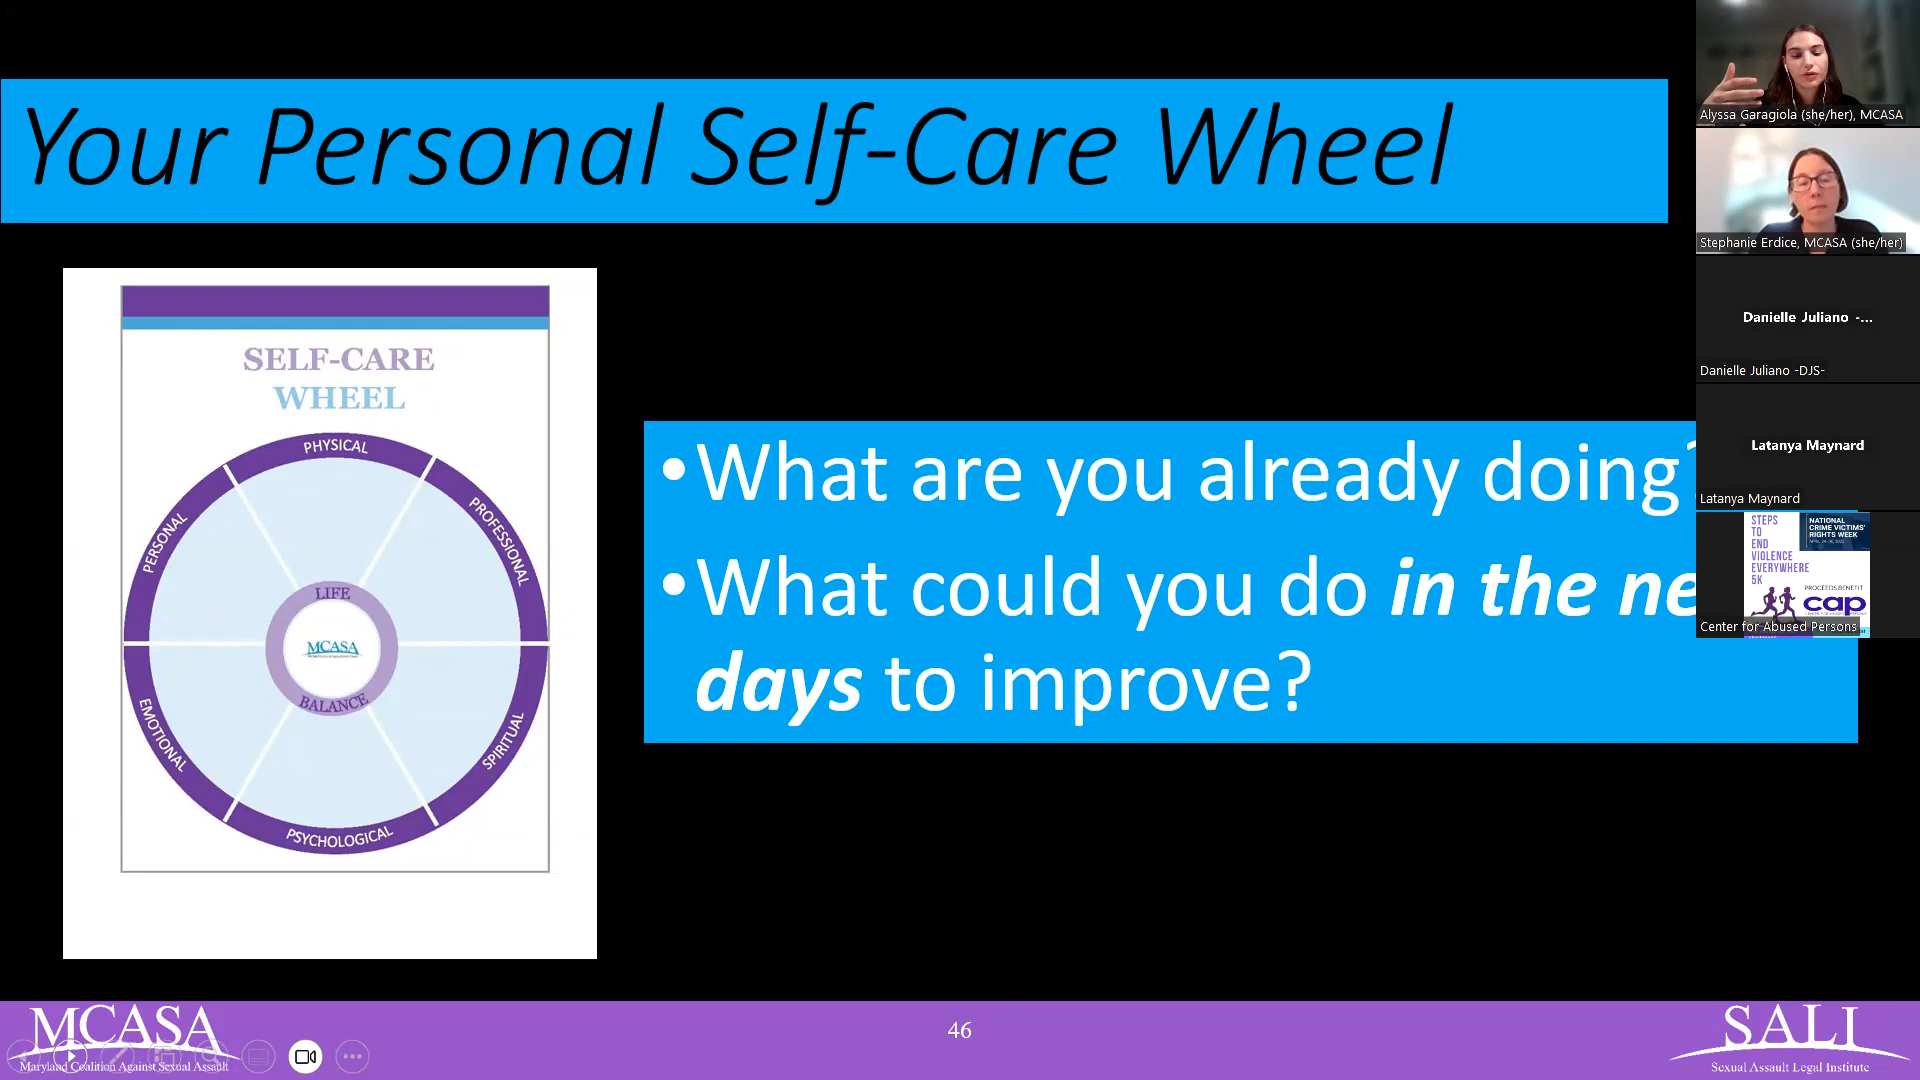 Your Personal Self-Care Wheel
SELF-CARE
WHEEL
PHYSICAL
PROFESSIONAL
SPIRITUAL
PSYCHOLOGICAL
EMOTIONAL
PERSONAL
LIFE
MCASA
BALANCE
•What are you already doing?
•What could you do in the ne
days to improve?
Alyssa Garagiola (she/her), MCASA
Stephanie Erdice, MCASA (she/her)
Danielle Juliano -...
Danielle Juliano -DJS-
Latanya Maynard
Latanya Maynard
STEPS
TO
END
VIOLENCE
EVERYWHERE
5K
NATIONAL
CRIME VICTIMS'
RIGHTS WEEK
PROCEEDS BENEFIT
cap
Center for Abused Persons
MCASA
Maryland Coalition Against Sexual Assault
46
SALI
Sexual Assault Legal Institute